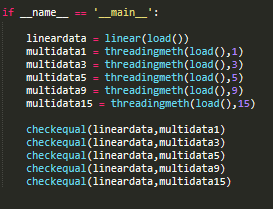 if __name__ == '__main__':
lineardata = linear(load())
multidata1 = threadingmeth(load(),1)
multidata3 = threadingmeth(load(),3)
multidata5 = threadingmeth(load(),5)
multidata9 = threadingmeth(load(),9)
multidata15 = threadingmeth(load(),15)
checkequal(lineardata,multidata1)
checkequal(lineardata,multidata3)
checkequal(lineardata,multidata5)
checkequal(lineardata,multidata9)
checkequal(lineardata,multidata15)